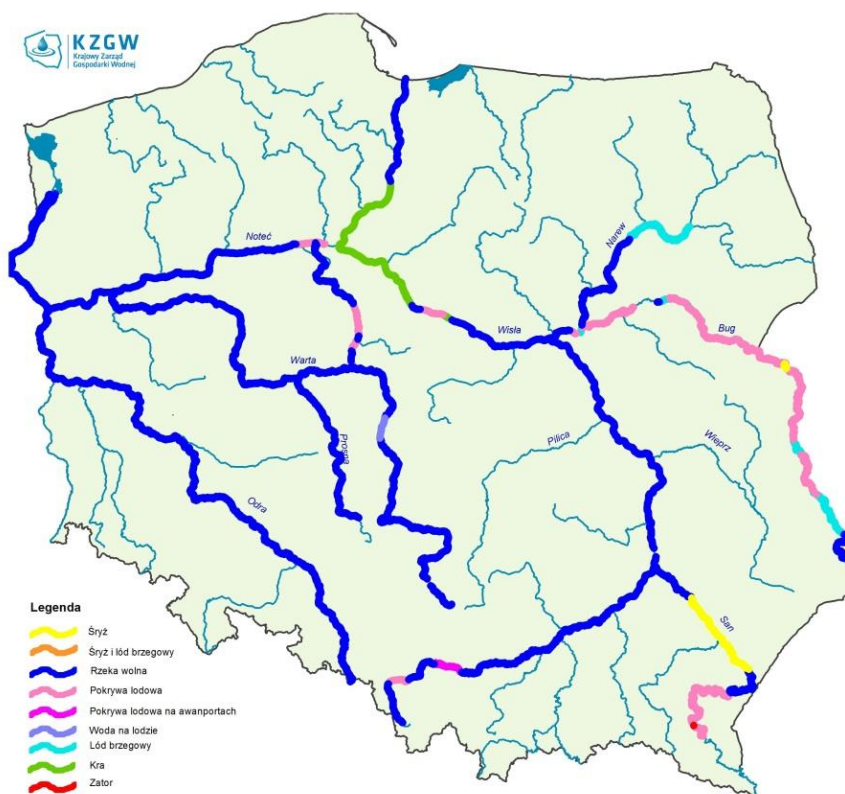 KZGW
Krajowy Zarząd
Gospodarki Wodnej
Noteć
Narew
Wisła
Bug
Warta
Prosna
Pilica
Wieprz
Odra
San
Legenda
Śryż
Śryż i lód brzegowy
Rzeka wolna
Pokrywa lodowa
Pokrywa lodowa na awanportach
Woda na lodzie
Lód brzegowy
Kra
Zator